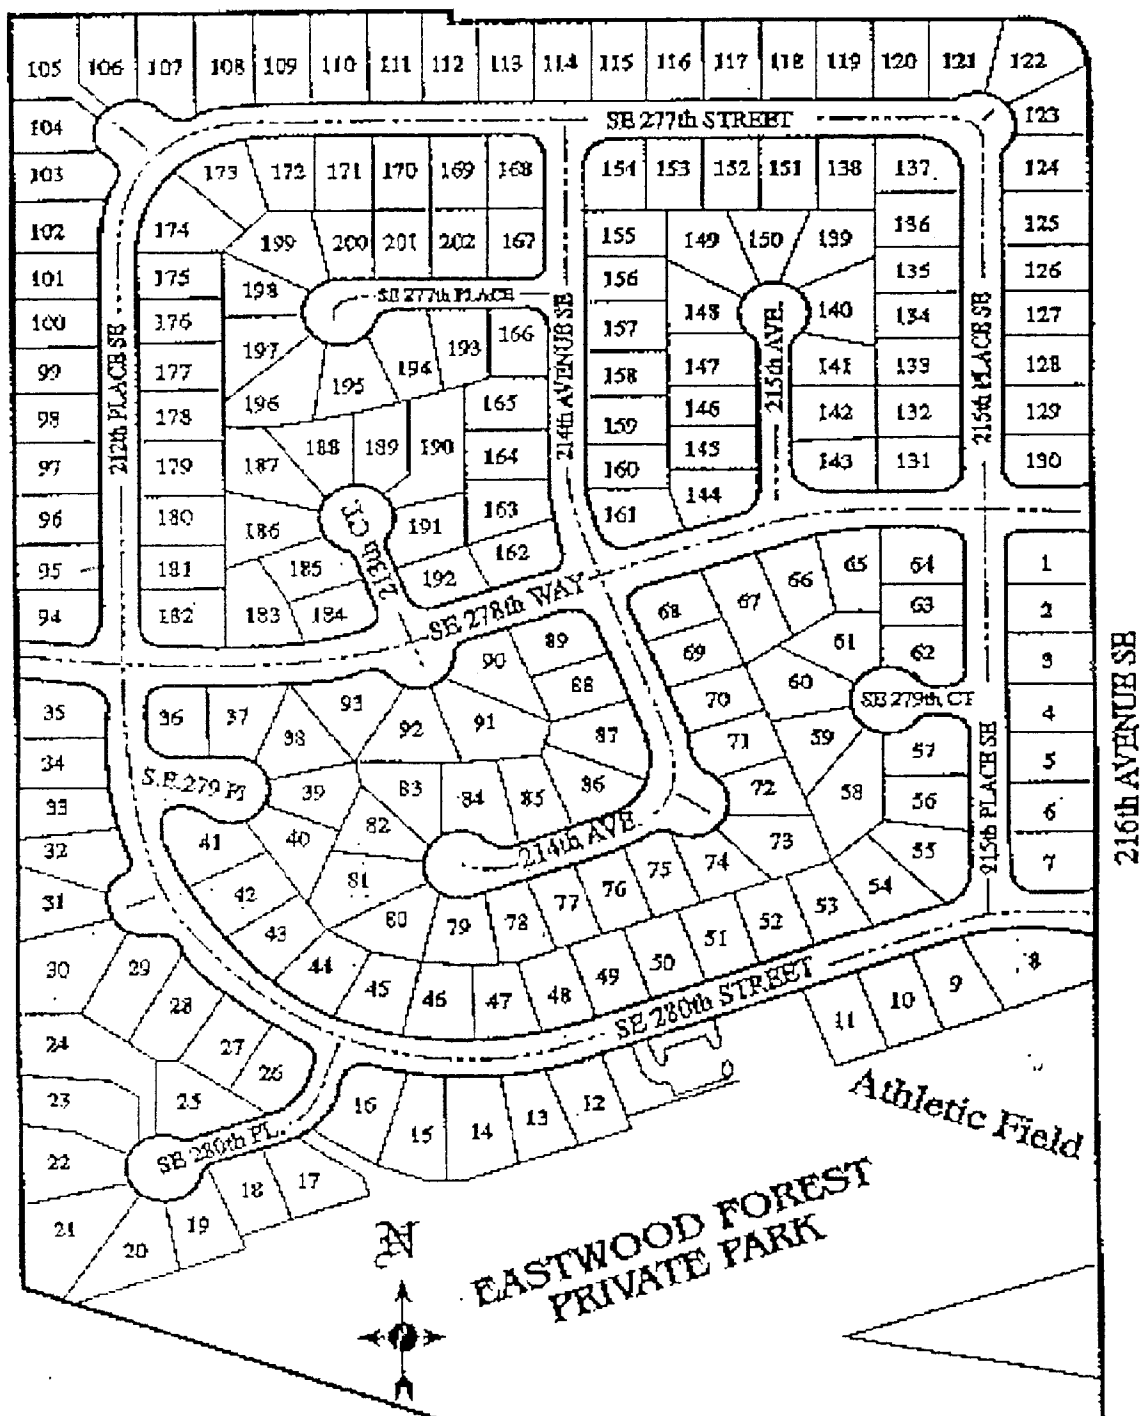 105 106 107 108 109 110 111 112 113 114 115 116 117 118 119 120 121 122
104 SE 277th STREET 123
103 173 172 171 170 169 168 154 153 152 151 138 137 124
102 174 199 200 201 202 167 155 149 150 139 136 125
101 175 198 SE 277th PLACE 156 135 126
100 176 166 157 148 140 134 127
99 177 197 195 194 193 158 147 141 133 128
98 178 196 165 159 146 142 132 129
212th PLACE SE
214th AVENUE SE
215th AVE.
215th PLACE SE
97 179 187 188 189 190 164 160 145 143 131 130
96 180 186 213th CT. 191 163 161 144
95 181 185 192 162 66 65 64 1
94 182 183 184 SE 278th WAY 68 67 63 2
90 89 69 61 62 3
35 36 37 93 92 91 88 70 60 SE 279th CT 4
34 S.E. 279 Pl 38 87 71 59 57 5
33 39 83 84 85 86 72 58 56 6
215th PLACE SE
216th AVENUE SE
32 41 40 82 214th AVE. 73 55 7
31 42 81 80 79 78 77 76 75 74 54
43 53 52 51
30 29 44 45 46 47 48 49 50 8
28 SE 280th STREET 11 10 9
24 27 26
23 25 16 15 14 13 12 Athletic Field
22 SE 280th PL.
21 20 19 18 17
N
EASTWOOD FOREST
PRIVATE PARK